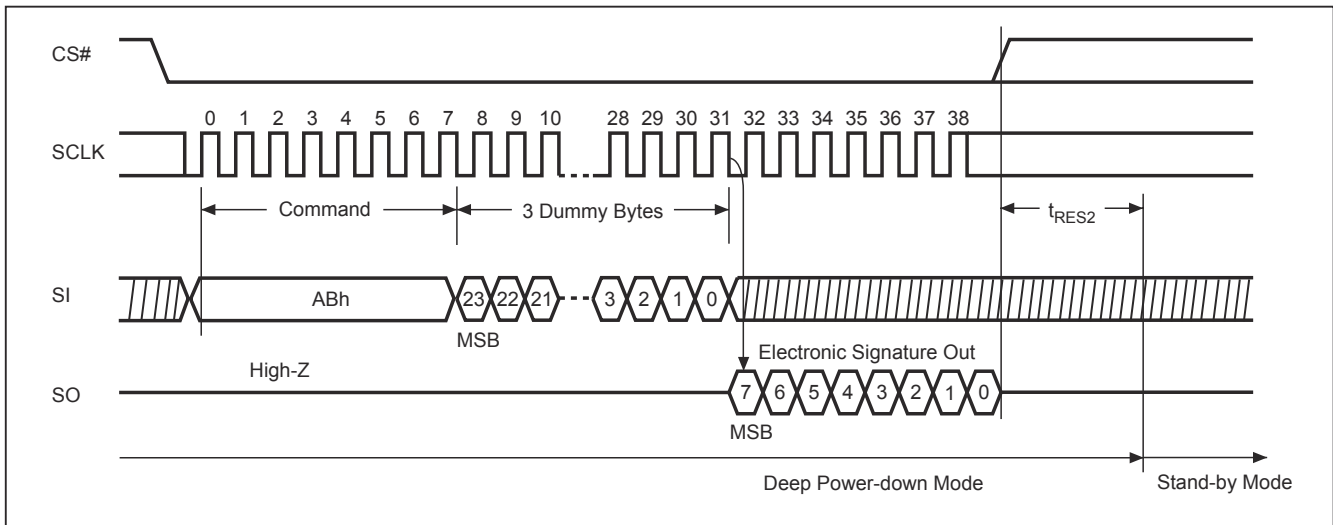 CS#
0 1 2 3 4 5 6 7 8 9 10 28 29 30 31 32 33 34 35 36 37 38
SCLK
Command
3 Dummy Bytes
tRES2
SI
ABh
23 22 21 3 2 1 0
MSB
Electronic Signature Out
High-Z
SO
7 6 5 4 3 2 1 0
MSB
Deep Power-down Mode
Stand-by Mode